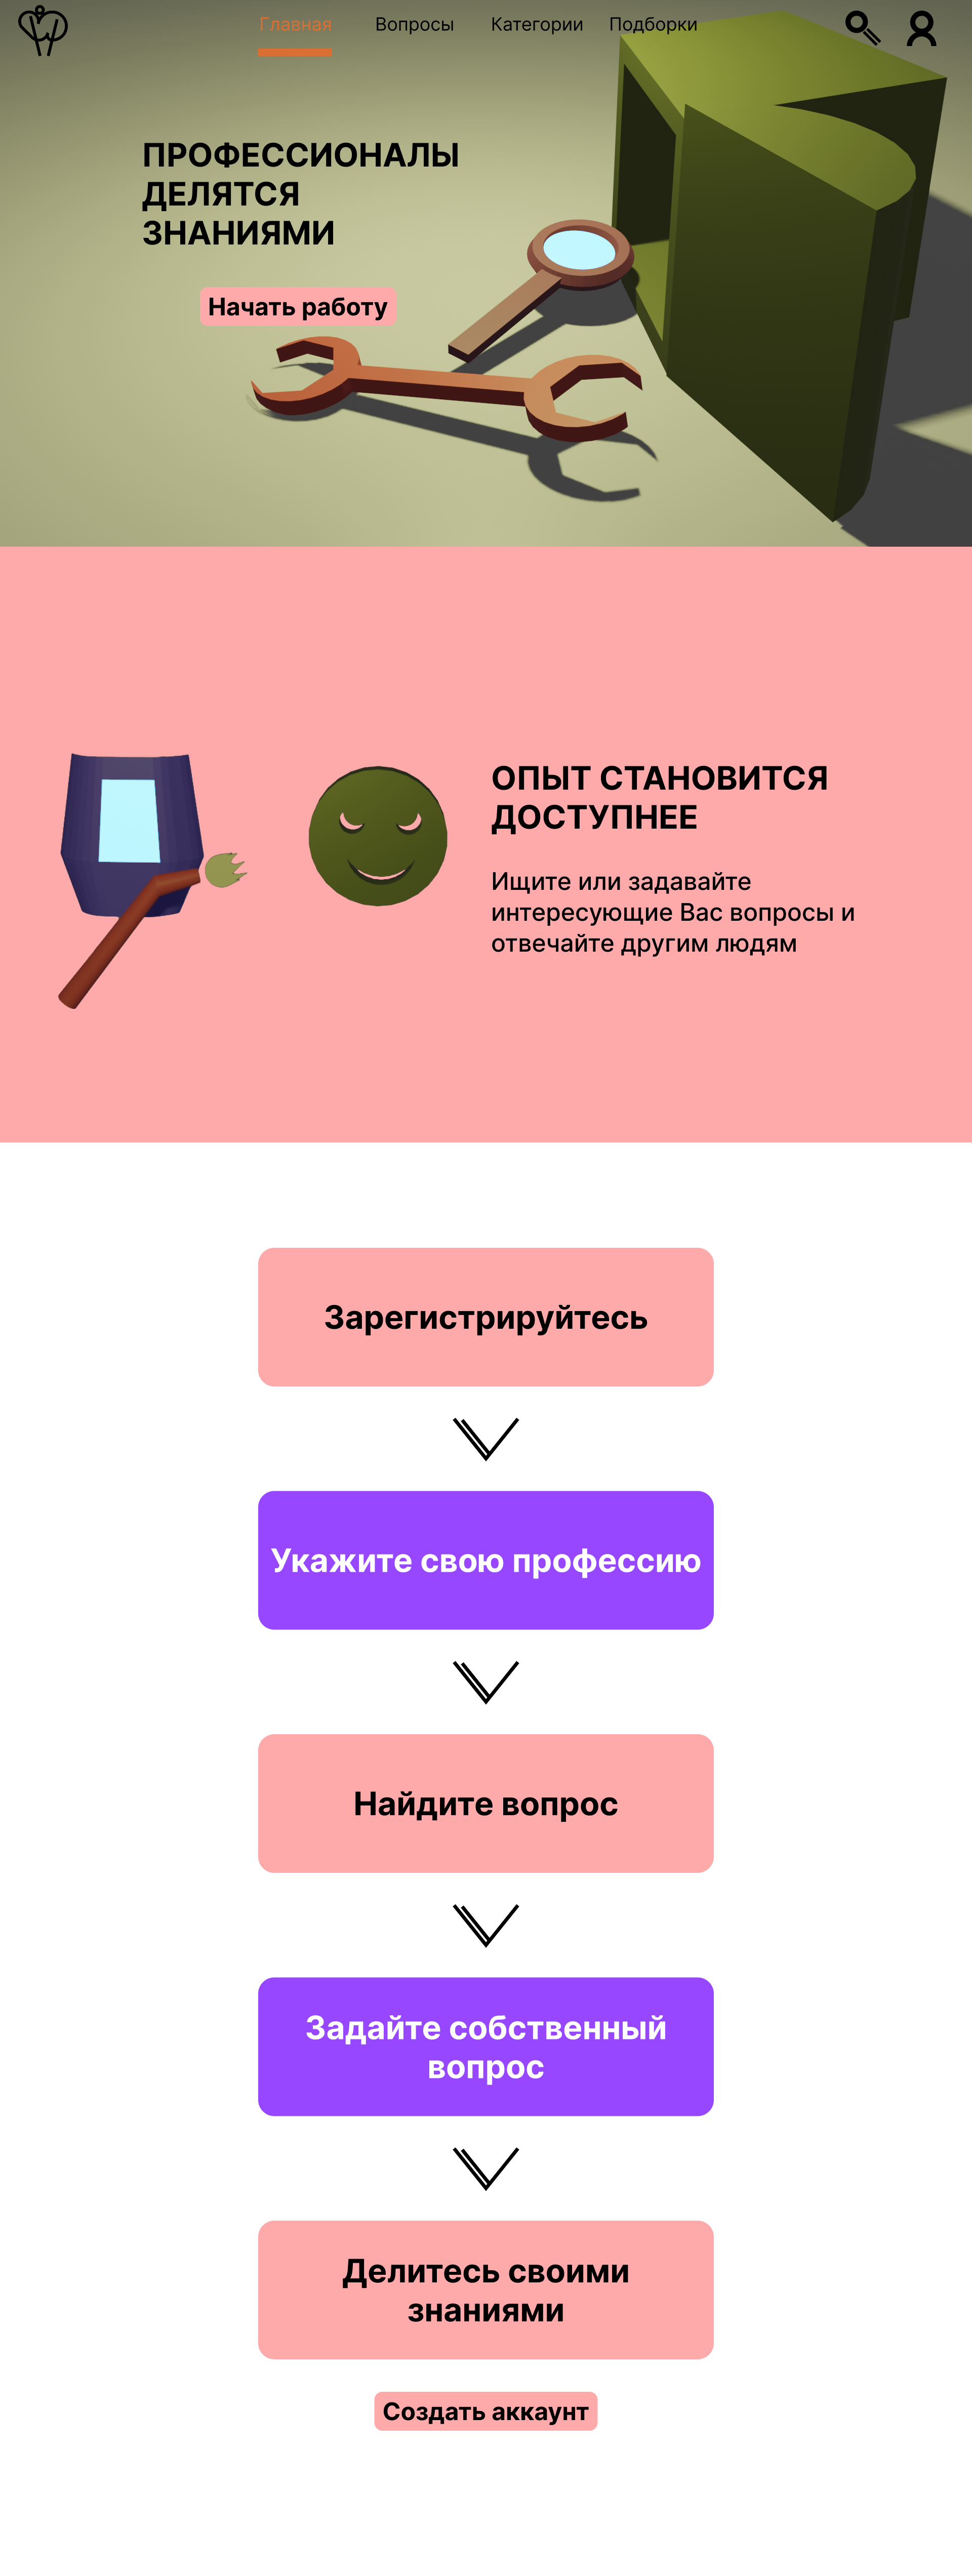 Главная Вопросы Категории Подборки
ПРОФЕССИОНАЛЫ
ДЕЛЯТСЯ
ЗНАНИЯМИ
Начать работу
ОПЫТ СТАНОВИТСЯ
ДОСТУПНЕЕ
Ищите или задавайте
интересующие Вас вопросы и
отвечайте другим людям
Зарегистрируйтесь
Укажите свою профессию
Найдите вопрос
Задайте собственный
вопрос
Делитесь своими
знаниями
Создать аккаунт